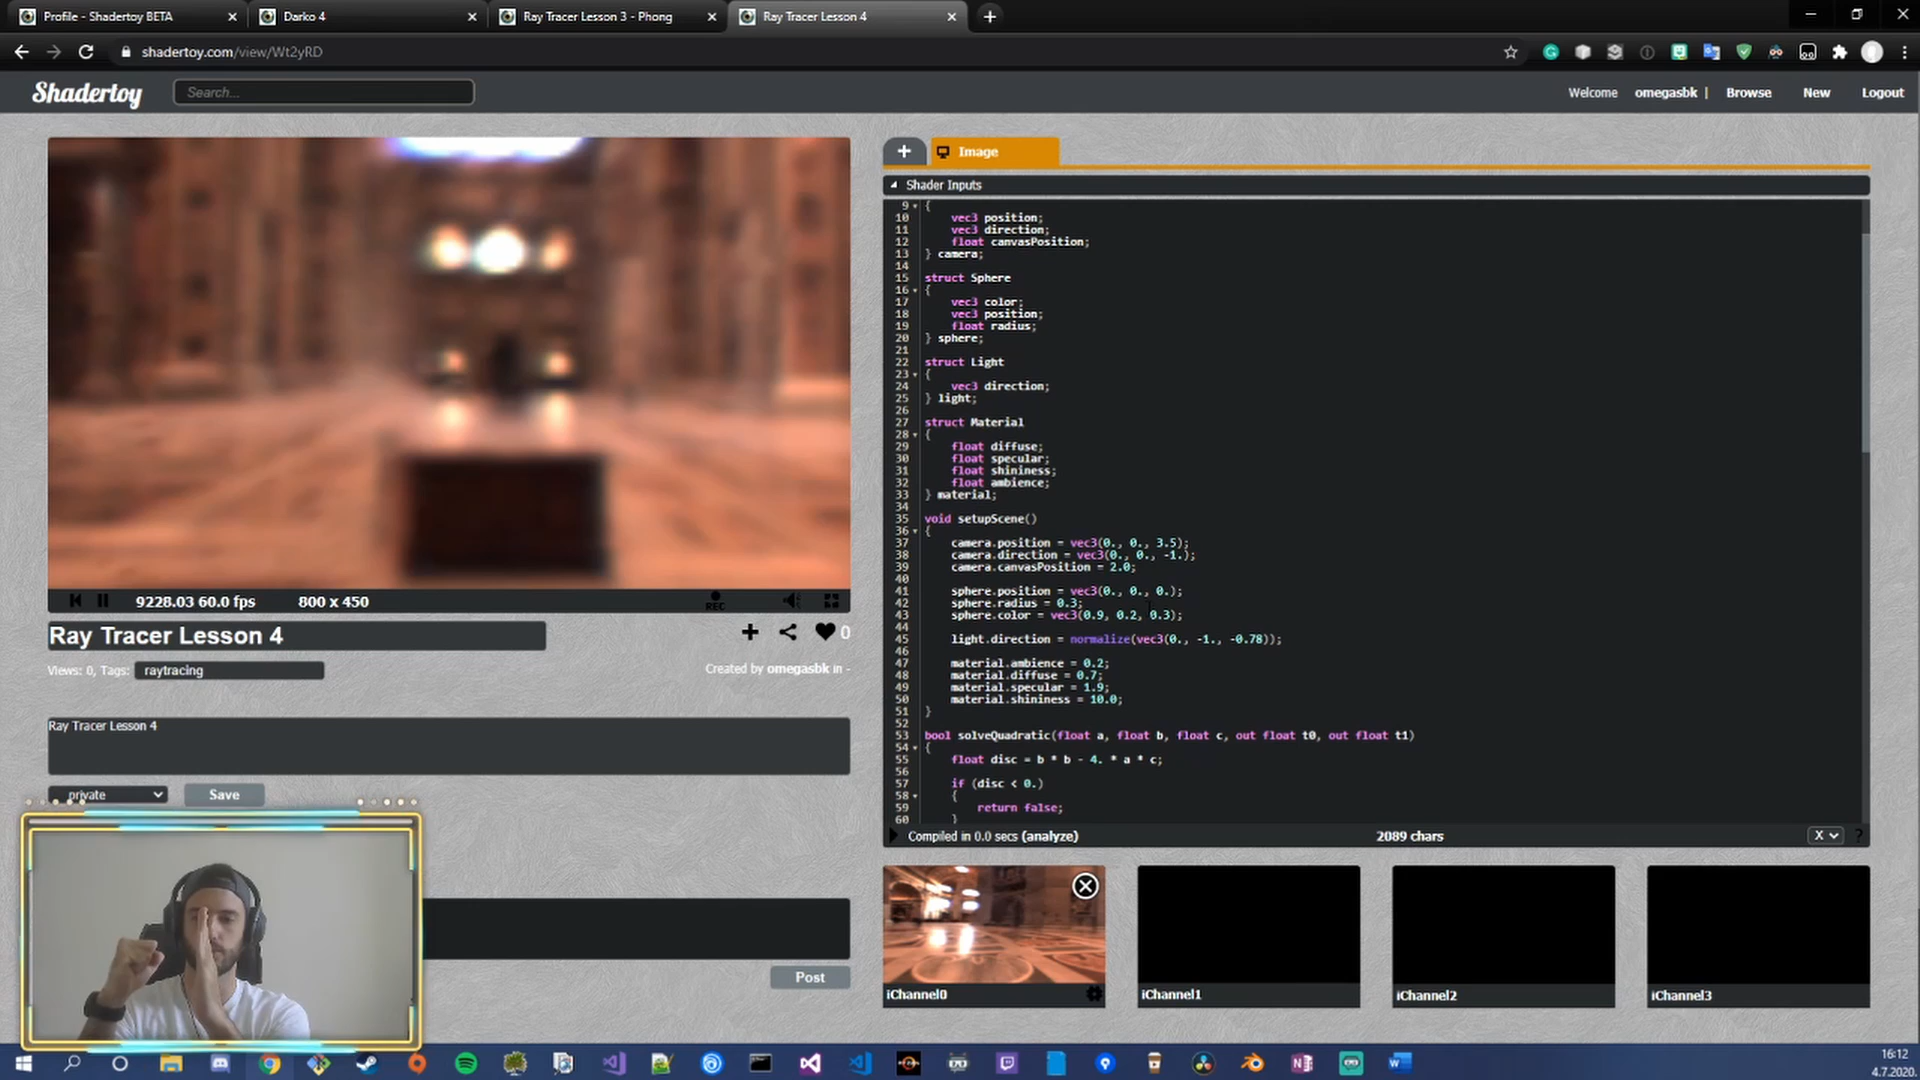 Profile - Shadertoy BETA
Darko 4
Ray Tracer Lesson 3 - Phong
Ray Tracer Lesson 4
shadertoy.com/view/Wt2yRD
Shadertoy
Search...
Welcome omegasbk | Browse New Logout
Image
Shader Inputs
9 {
10 vec3 position;
11 vec3 direction;
12 float canvasPosition;
13 } camera;
14
15 struct Sphere
16 {
17 vec3 color;
18 vec3 position;
19 float radius;
20 } sphere;
21
22 struct Light
23 {
24 vec3 direction;
25 } light;
26
27 struct Material
28 {
29 float diffuse;
30 float specular;
31 float shininess;
32 float ambience;
33 } material;
34
35 void setupScene()
36 {
37 camera.position = vec3(0., 0., 3.5);
38 camera.direction = vec3(0., 0., -1.);
39 camera.canvasPosition = 2.0;
40
41 sphere.position = vec3(0., 0., 0.);
42 sphere.radius = 0.3;
43 sphere.color = vec3(0.9, 0.2, 0.3);
44
45 light.direction = normalize(vec3(0., -1., -0.78));
46
47 material.ambience = 0.2;
48 material.diffuse = 0.7;
49 material.specular = 1.9;
50 material.shininess = 10.0;
51 }
52
53 bool solveQuadratic(float a, float b, float c, out float t0, out float t1)
54 {
55 float disc = b * b - 4. * a * c;
56
57 if (disc < 0.)
58 {
59 return false;
60 }
Compiled in 0.0 secs (analyze)
2089 chars
X
?
9228.03 60.0 fps
800 x 450
REC
Ray Tracer Lesson 4
0
Views: 0, Tags: raytracing
Created by omegasbk in -
Ray Tracer Lesson 4
private
Save
Post
iChannel0
iChannel1
iChannel2
iChannel3
16:12
4.7.2020.